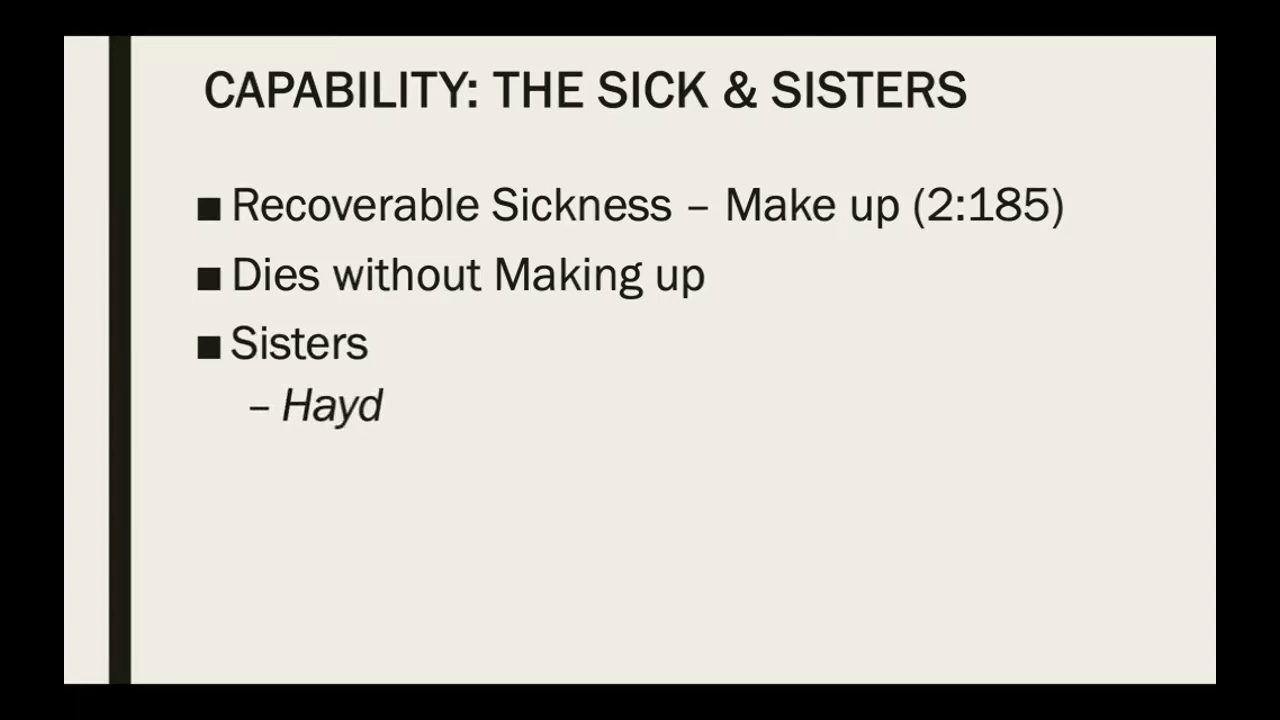 CAPABILITY: THE SICK & SISTERS
■ Recoverable Sickness – Make up (2:185)
■ Dies without Making up
■ Sisters
– Hayd